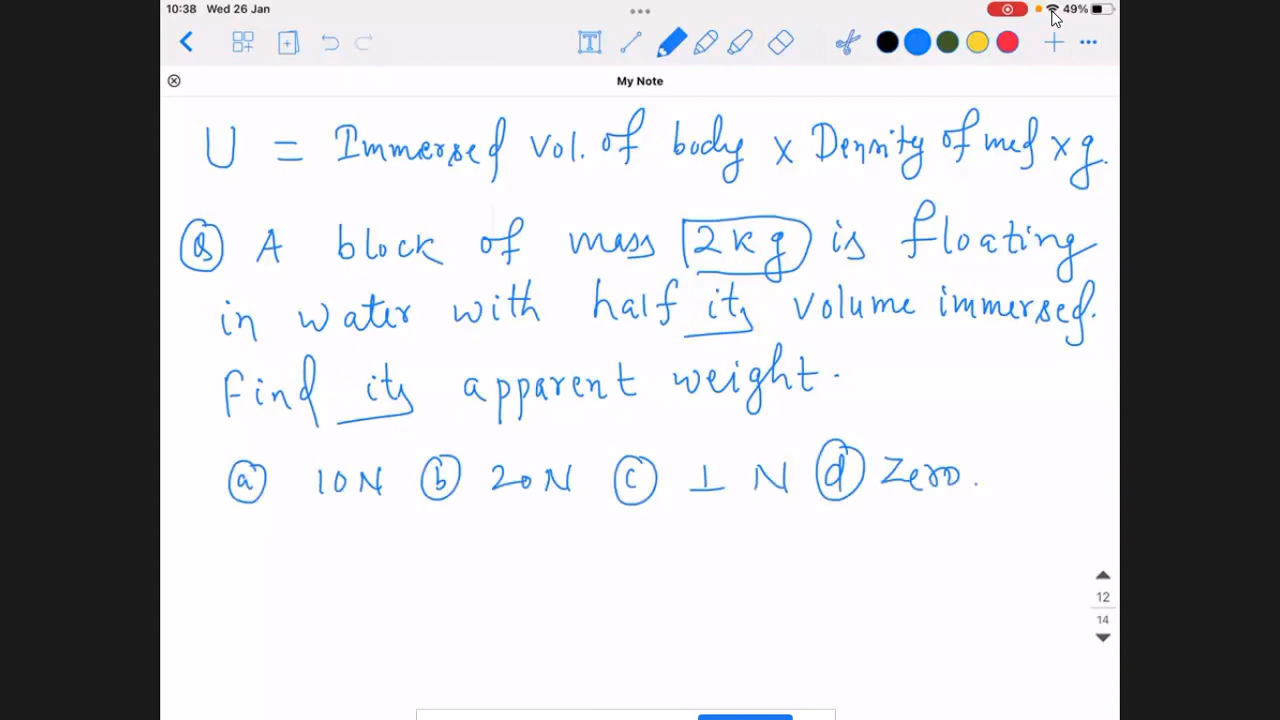 10:38 Wed 26 Jan
49%
My Note
U = Immersed Vol. of body x Density of med x g.
Q A block of mass 2kg is floating
in water with half its volume immersed.
Find its apparent weight.
a 10N b 20N c 1 N d Zero.
12
14